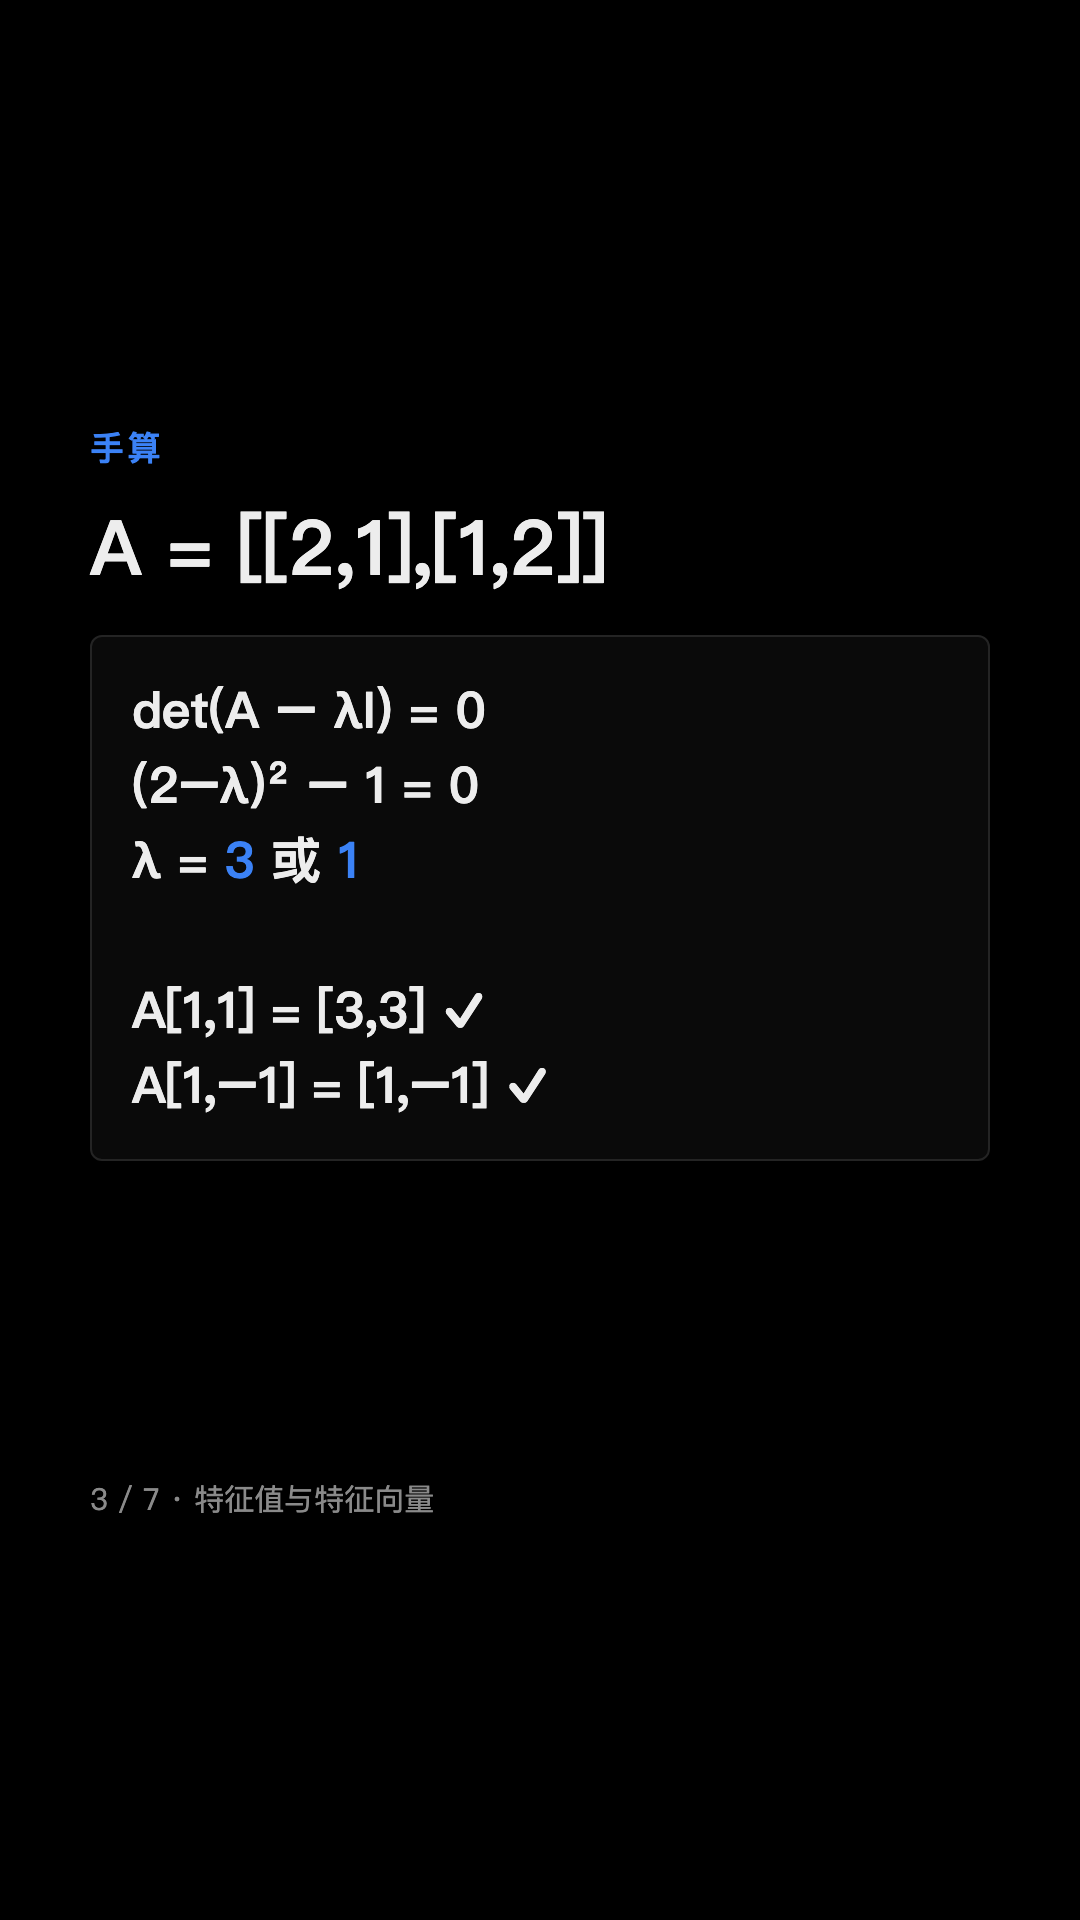 手算
A = [[2,1],[1,2]]
det(A − λI) = 0
(2−λ)² − 1 = 0
λ = 3 或 1
A[1,1] = [3,3] ✓
A[1,−1] = [1,−1] ✓
3 / 7 · 特征值与特征向量